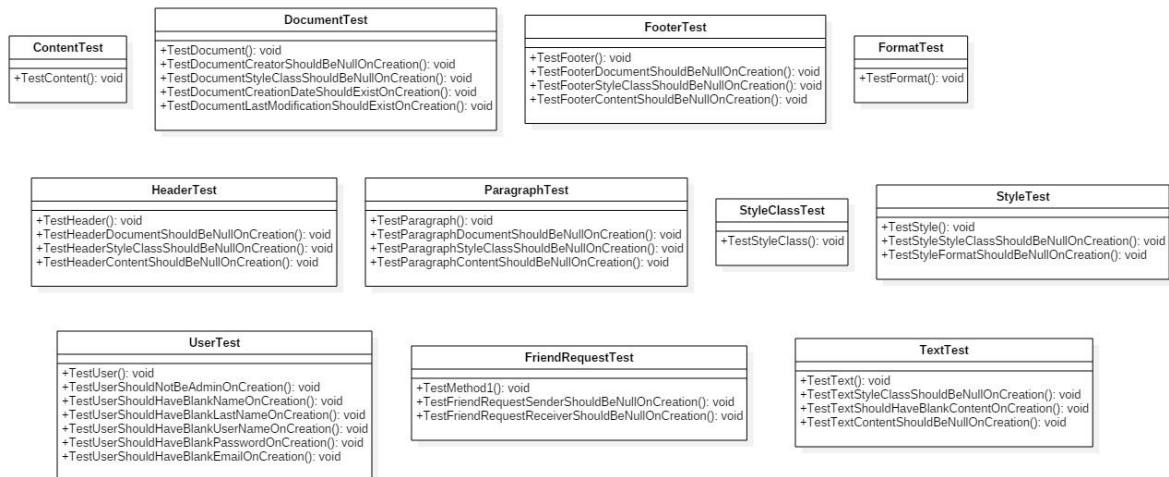 ContentTest
+TestContent(): void
DocumentTest
+TestDocument(): void
+TestDocumentCreatorShouldBeNullOnCreation(): void
+TestDocumentStyleClassShouldBeNullOnCreation(): void
+TestDocumentCreationDateShouldExistOnCreation(): void
+TestDocumentLastModificationShouldExistOnCreation(): void
FooterTest
+TestFooter(): void
+TestFooterDocumentShouldBeNullOnCreation(): void
+TestFooterStyleClassShouldBeNullOnCreation(): void
+TestFooterContentShouldBeNullOnCreation(): void
FormatTest
+TestFormat(): void
HeaderTest
+TestHeader(): void
+TestHeaderDocumentShouldBeNullOnCreation(): void
+TestHeaderStyleClassShouldBeNullOnCreation(): void
+TestHeaderContentShouldBeNullOnCreation(): void
ParagraphTest
+TestParagraph(): void
+TestParagraphDocumentShouldBeNullOnCreation(): void
+TestParagraphStyleClassShouldBeNullOnCreation(): void
+TestParagraphContentShouldBeNullOnCreation(): void
StyleClassTest
+TestStyleClass(): void
StyleTest
+TestStyle(): void
+TestStyleStyleClassShouldBeNullOnCreation(): void
+TestStyleFormatShouldBeNullOnCreation(): void
UserTest
+TestUser(): void
+TestUserShouldNotBeAdminOnCreation(): void
+TestUserShouldHaveBlankNameOnCreation(): void
+TestUserShouldHaveBlankLastNameOnCreation(): void
+TestUserShouldHaveBlankUserNameOnCreation(): void
+TestUserShouldHaveBlankPasswordOnCreation(): void
+TestUserShouldHaveBlankEmailOnCreation(): void
FriendRequestTest
+TestMethod1(): void
+TestFriendRequestSenderShouldBeNullOnCreation(): void
+TestFriendRequestReceiverShouldBeNullOnCreation(): void
TextTest
+TestText(): void
+TestTextStyleClassShouldBeNullOnCreation(): void
+TestTextShouldHaveBlankContentOnCreation(): void
+TestTextContentShouldBeNullOnCreation(): void